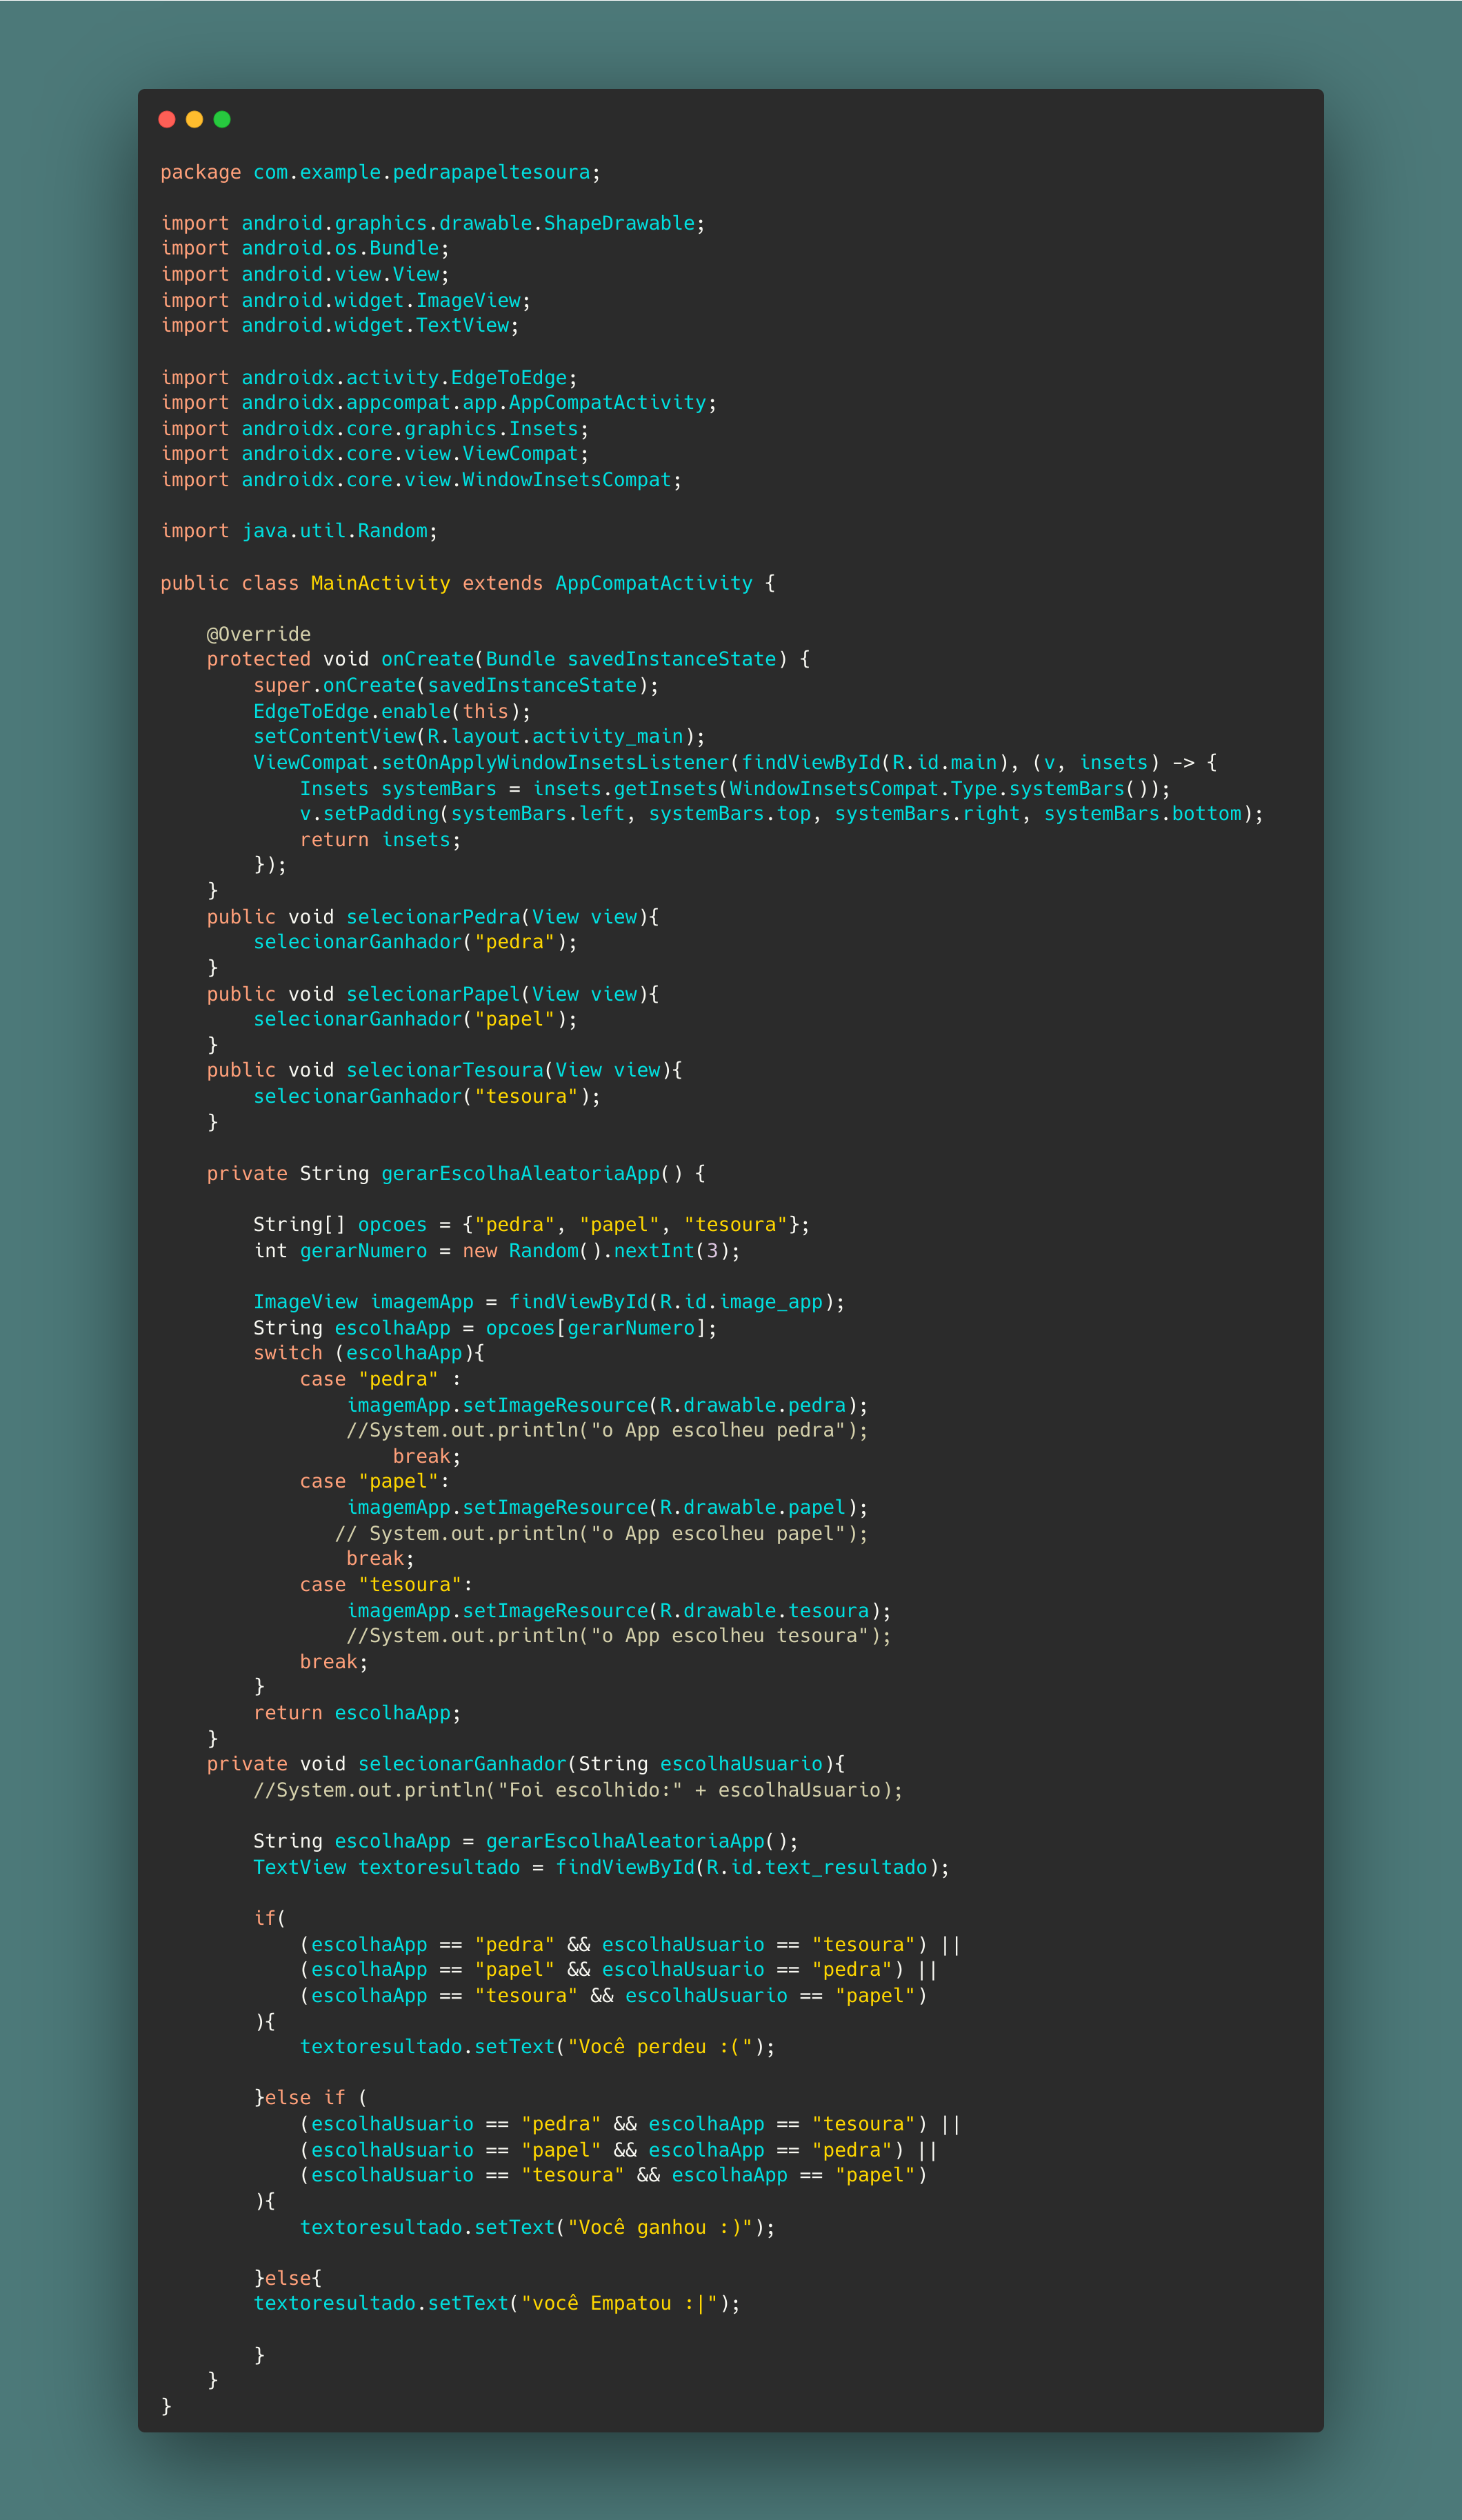 package com.example.pedrapapeltesoura;

import android.graphics.drawable.ShapeDrawable;
import android.os.Bundle;
import android.view.View;
import android.widget.ImageView;
import android.widget.TextView;

import androidx.activity.EdgeToEdge;
import androidx.appcompat.app.AppCompatActivity;
import androidx.core.graphics.Insets;
import androidx.core.view.ViewCompat;
import androidx.core.view.WindowInsetsCompat;

import java.util.Random;

public class MainActivity extends AppCompatActivity {

    @Override
    protected void onCreate(Bundle savedInstanceState) {
        super.onCreate(savedInstanceState);
        EdgeToEdge.enable(this);
        setContentView(R.layout.activity_main);
        ViewCompat.setOnApplyWindowInsetsListener(findViewById(R.id.main), (v, insets) -> {
            Insets systemBars = insets.getInsets(WindowInsetsCompat.Type.systemBars());
            v.setPadding(systemBars.left, systemBars.top, systemBars.right, systemBars.bottom);
            return insets;
        });
    }
    public void selecionarPedra(View view){
        selecionarGanhador("pedra");
    }
    public void selecionarPapel(View view){
        selecionarGanhador("papel");
    }
    public void selecionarTesoura(View view){
        selecionarGanhador("tesoura");
    }

    private String gerarEscolhaAleatoriaApp() {

        String[] opcoes = {"pedra", "papel", "tesoura"};
        int gerarNumero = new Random().nextInt(3);

        ImageView imagemApp = findViewById(R.id.image_app);
        String escolhaApp = opcoes[gerarNumero];
        switch (escolhaApp){
            case "pedra" :
                imagemApp.setImageResource(R.drawable.pedra);
                //System.out.println("o App escolheu pedra");
                    break;
            case "papel":
                imagemApp.setImageResource(R.drawable.papel);
               // System.out.println("o App escolheu papel");
                break;
            case "tesoura":
                imagemApp.setImageResource(R.drawable.tesoura);
                //System.out.println("o App escolheu tesoura");
            break;
        }
        return escolhaApp;
    }
    private void selecionarGanhador(String escolhaUsuario){
        //System.out.println("Foi escolhido:" + escolhaUsuario);

        String escolhaApp = gerarEscolhaAleatoriaApp();
        TextView textoresultado = findViewById(R.id.text_resultado);

        if(
            (escolhaApp == "pedra" && escolhaUsuario == "tesoura") ||
            (escolhaApp == "papel" && escolhaUsuario == "pedra") ||
            (escolhaApp == "tesoura" && escolhaUsuario == "papel")
        ){
            textoresultado.setText("Você perdeu :(");

        }else if (
            (escolhaUsuario == "pedra" && escolhaApp == "tesoura") ||
            (escolhaUsuario == "papel" && escolhaApp == "pedra") ||
            (escolhaUsuario == "tesoura" && escolhaApp == "papel")
        ){
            textoresultado.setText("Você ganhou :)");

        }else{
        textoresultado.setText("você Empatou :|");

        }
    }
}